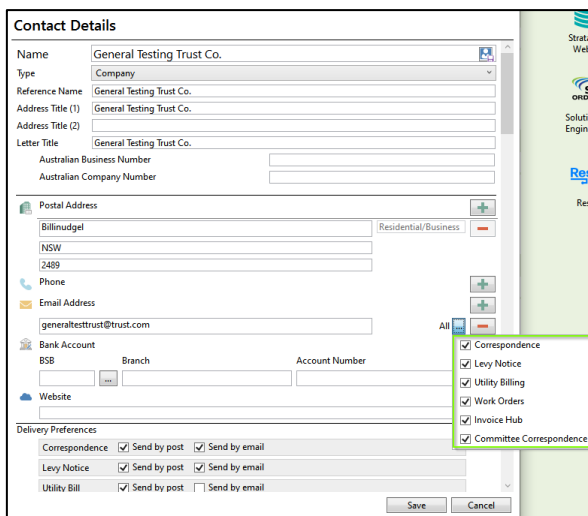 Contact Details
Name General Testing Trust Co.
Type Company
Reference Name General Testing Trust Co.
Address Title (1) General Testing Trust Co.
Address Title (2)
Letter Title General Testing Trust Co.
Australian Business Number
Australian Company Number
Postal Address
Billinudgel Residential/Business
NSW
2489
Phone
Email Address
generaltesttrust@trust.com All ...
Bank Account
BSB Branch Account Number
...
Website
Delivery Preferences
Correspondence Send by post Send by email
Levy Notice Send by post Send by email
Utility Bill Send by post Send by email
Save Cancel
Correspondence
Levy Notice
Utility Billing
Work Orders
Invoice Hub
Committee Correspondence
Strat
Web
ORD
Soluti
Engin
Res
Res